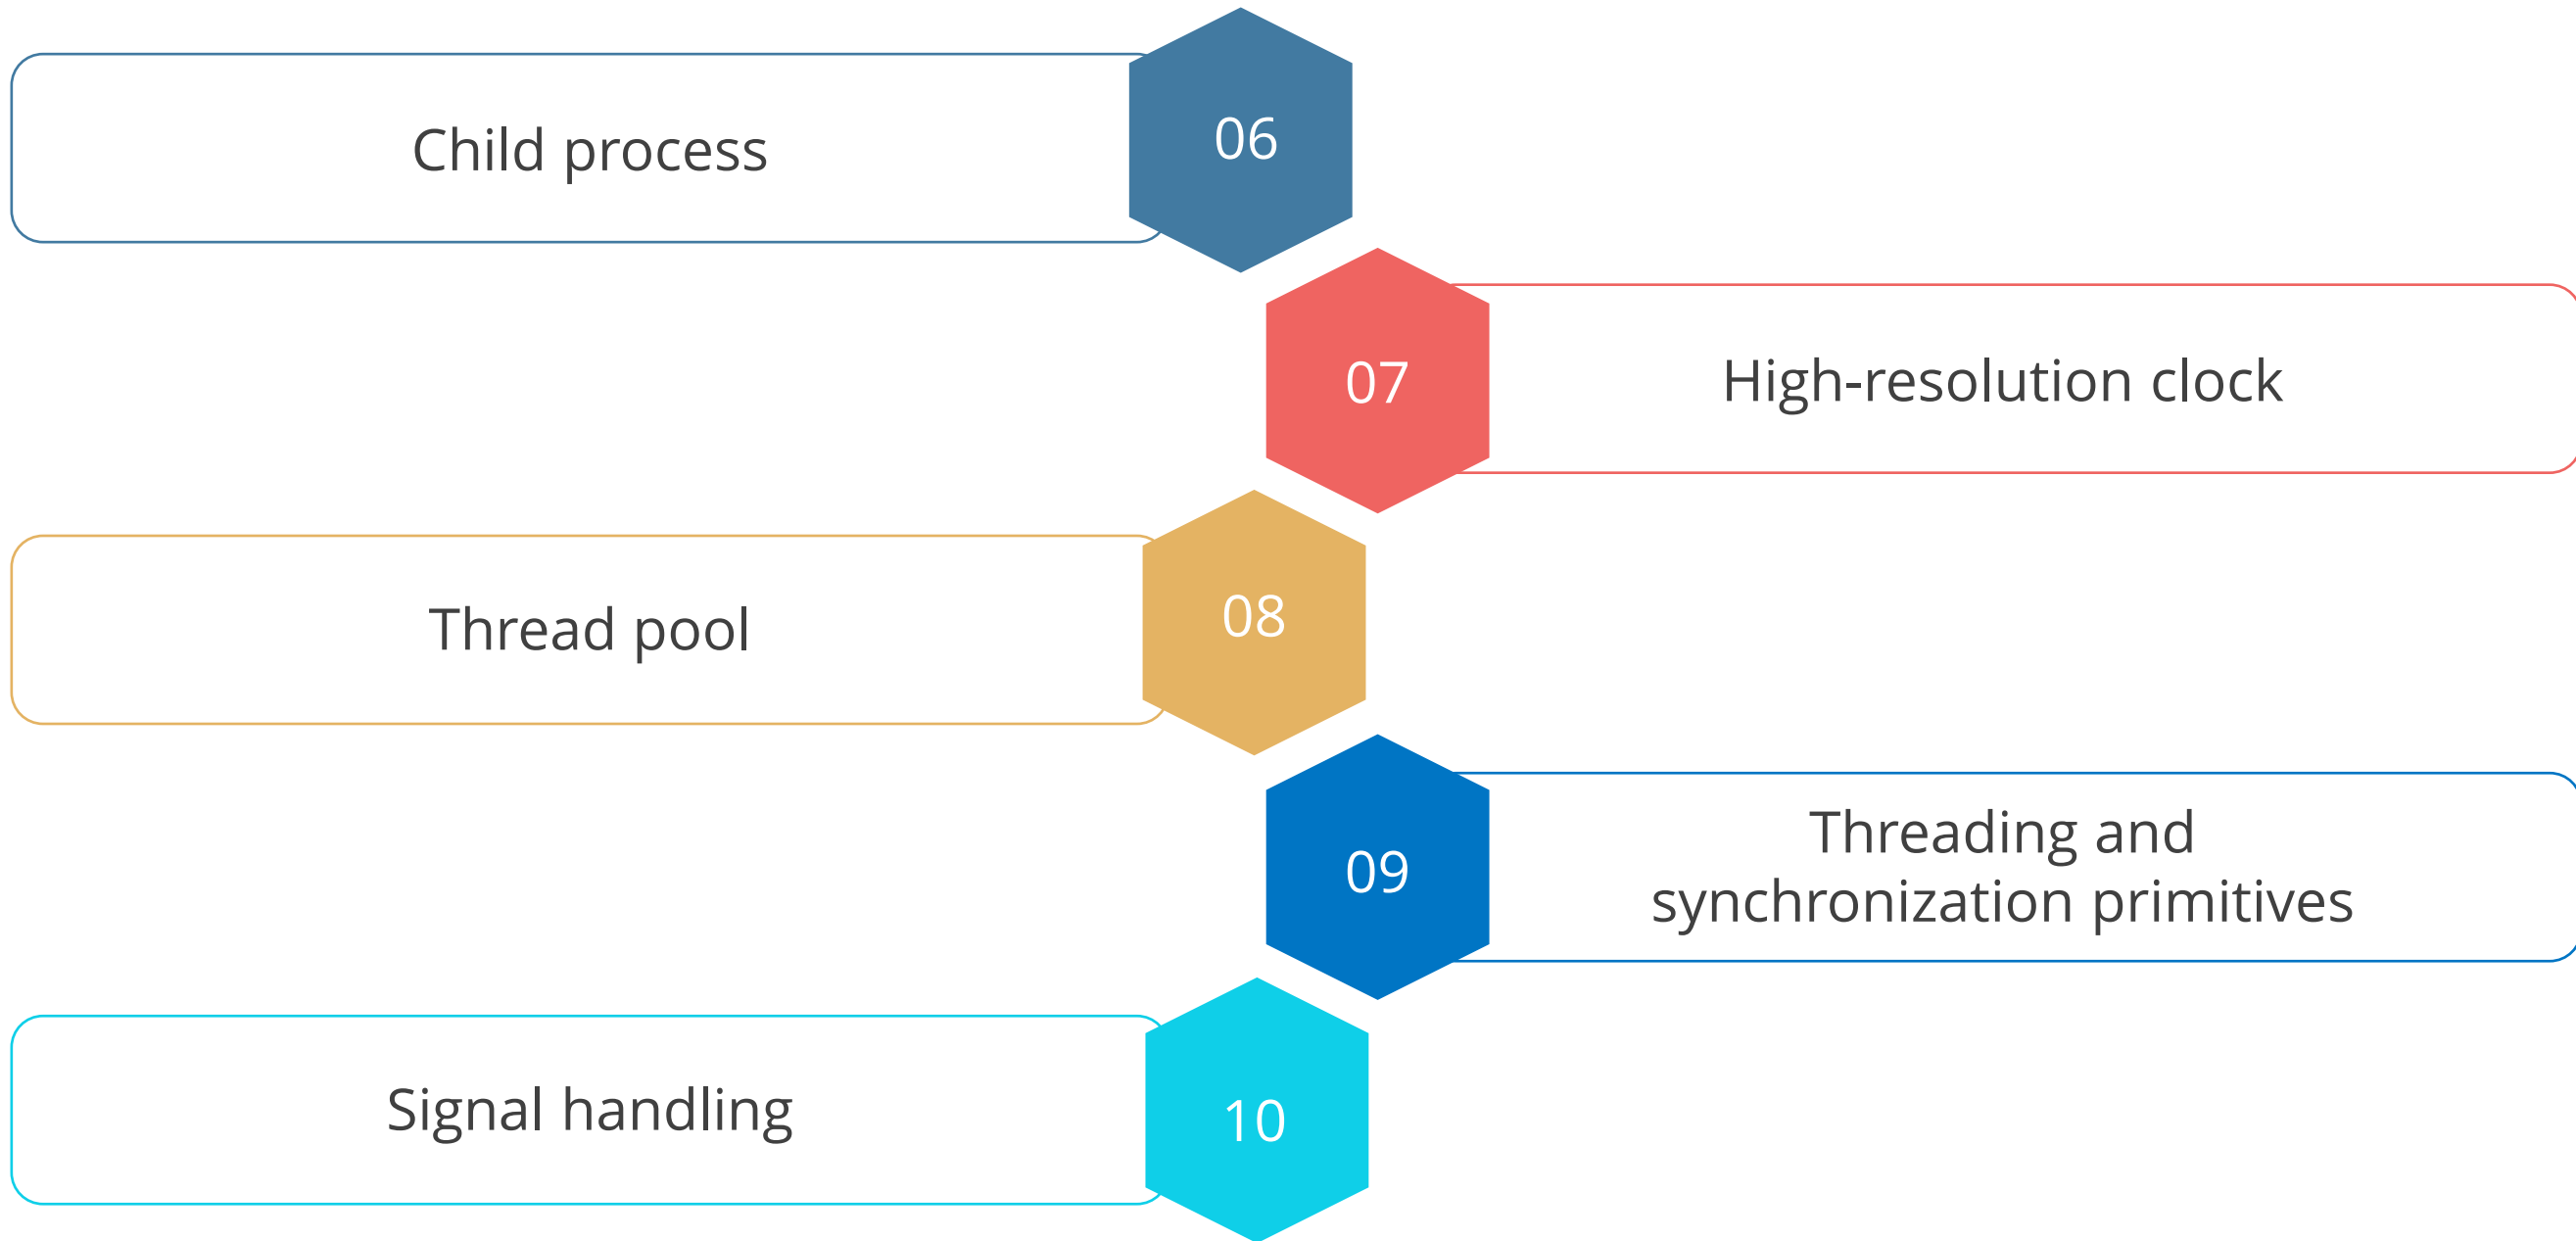 Child process
06
07
High-resolution clock
Thread pool
08
09
Threading and
synchronization primitives
Signal handling
10